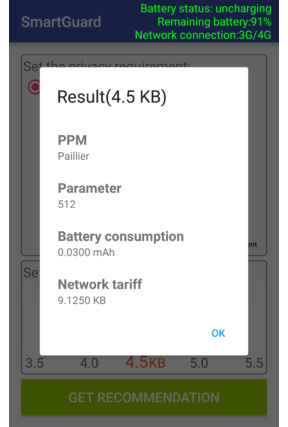 Battery status: uncharging
SmartGuard
Remaining battery:91%
Network connection:3G/4G
Set the privacy requirement:
Result(4.5 KB)
PPM
Paillier
Parameter
512
Battery consumption
0.0300 mAh
Network tariff
9.1250 KB
OK
3.5 4.0 4.5KB 5.0 5.5
GET RECOMMENDATION